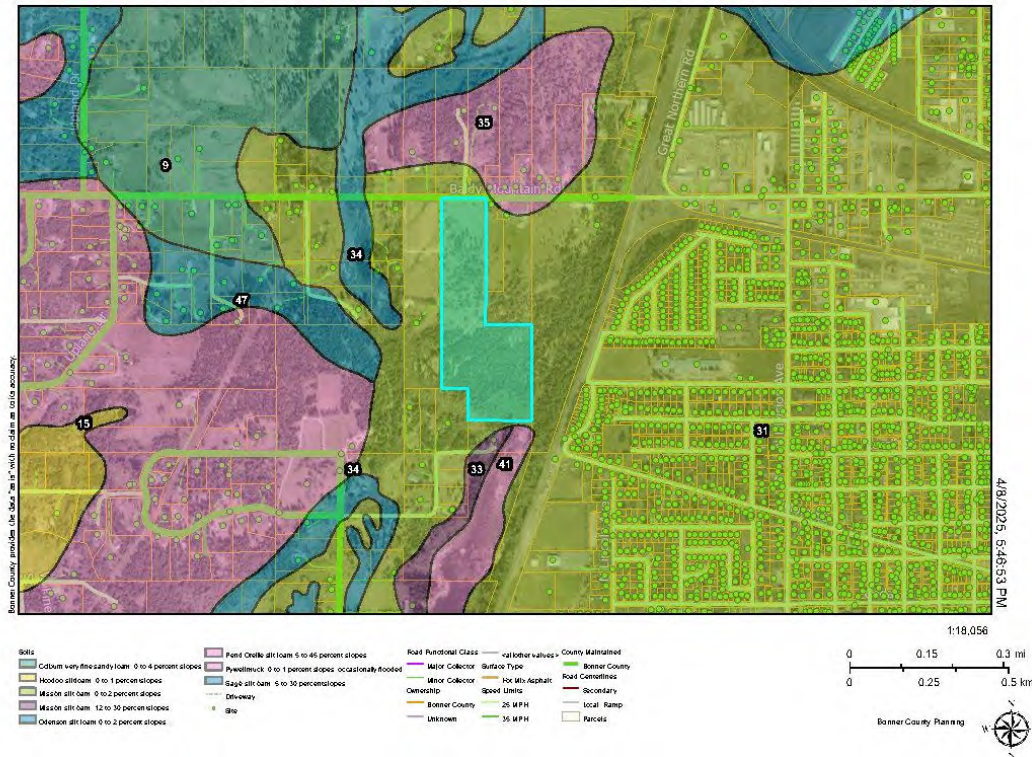 35
Great Northern Rd
9
Baldy Mountain Rd
34
47
15
31
34
33
41
Bonner County provides the data "as is" with no claim on to its accuracy.
4/8/2025, 5:46:53 PM
1:18,056
Soils
Colburn very fine sandy loam 0 to 4 percent slopes
Hoodoo silt loam 0 to 1 percent slopes
Mission silt loam 0 to 2 percent slopes
Mission silt loam 12 to 30 percent slopes
Odenson silt loam 0 to 2 percent slopes
Pend Oreille silt loam 5 to 45 percent slopes
Pywell muck 0 to 1 percent slopes occasionally flooded
Sagle silt loam 5 to 30 percent slopes
Driveway
Site
Road Functional Class
Major Collector
Minor Collector
Ownership
Bonner County
Unknown
<all other values>
Surface Type
Hot Mix Asphalt
Speed Limits
25 MPH
35 MPH
County Maintained
Bonner County
Road Centerlines
Secondary
Local Ramp
Parcels
0 0.15 0.3 mi
0 0.25 0.5 km
Bonner County Planning
N
W
S